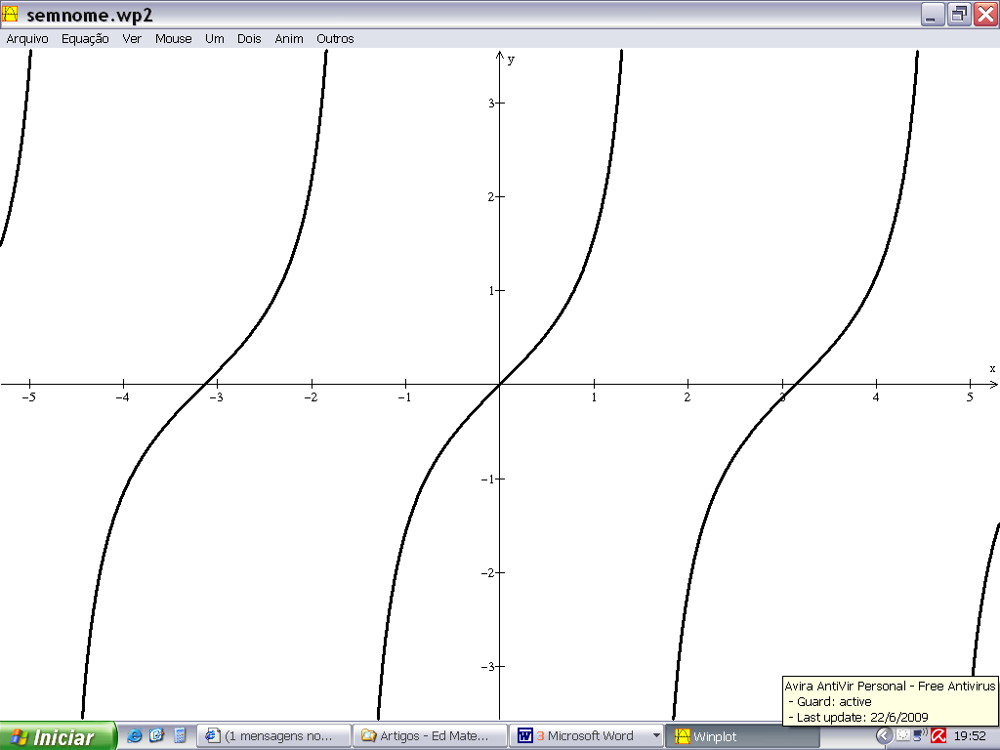 semnome.wp2
Arquivo Equação Ver Mouse Um Dois Anim Outros
y
3
2
1
x
-5 -4 -3 -2 -1 1 2 3 4 5
-1
-2
-3
Avira AntiVir Personal - Free Antivirus
- Guard: active
- Last update: 22/6/2009
Iniciar (1 mensagens no... Artigos - Ed Mate... 3 Microsoft Word Winplot 19:52